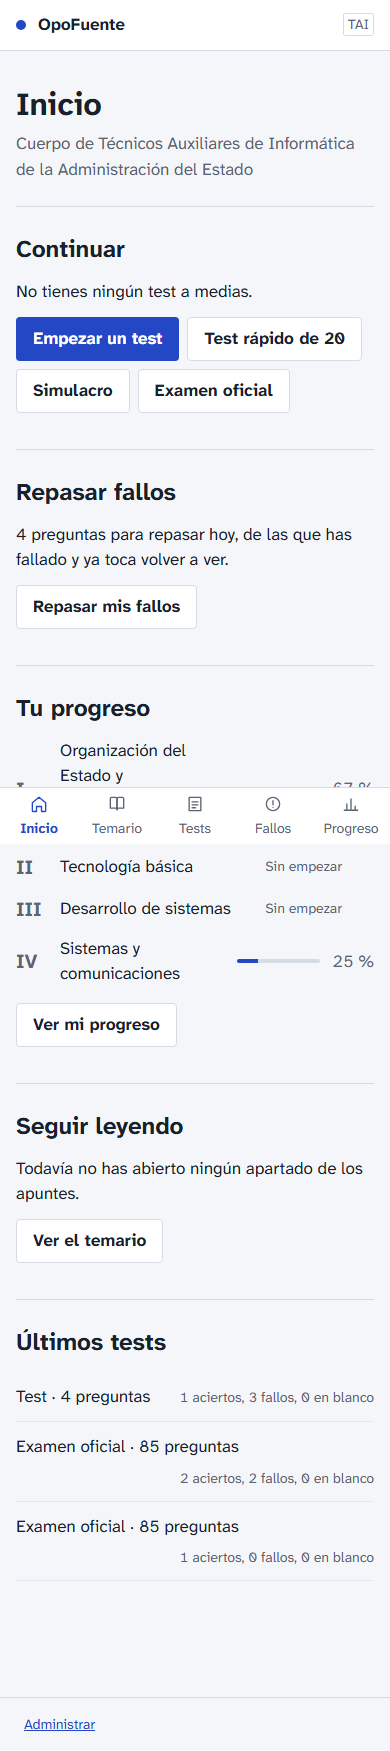 OpoFuente
TAI
Inicio
Cuerpo de Técnicos Auxiliares de Informática
de la Administración del Estado
Continuar
No tienes ningún test a medias.
Empezar un test
Test rápido de 20
Simulacro
Examen oficial
Repasar fallos
4 preguntas para repasar hoy, de las que has
fallado y ya toca volver a ver.
Repasar mis fallos
Tu progreso
Organización del
Estado y
Inicio
Temario
Tests
Fallos
Progreso
II
Tecnología básica
Sin empezar
III
Desarrollo de sistemas
Sin empezar
IV
Sistemas y
comunicaciones
25 %
Ver mi progreso
Seguir leyendo
Todavía no has abierto ningún apartado de los
apuntes.
Ver el temario
Últimos tests
Test · 4 preguntas
1 aciertos, 3 fallos, 0 en blanco
Examen oficial · 85 preguntas
2 aciertos, 2 fallos, 0 en blanco
Examen oficial · 85 preguntas
1 aciertos, 0 fallos, 0 en blanco
Administrar